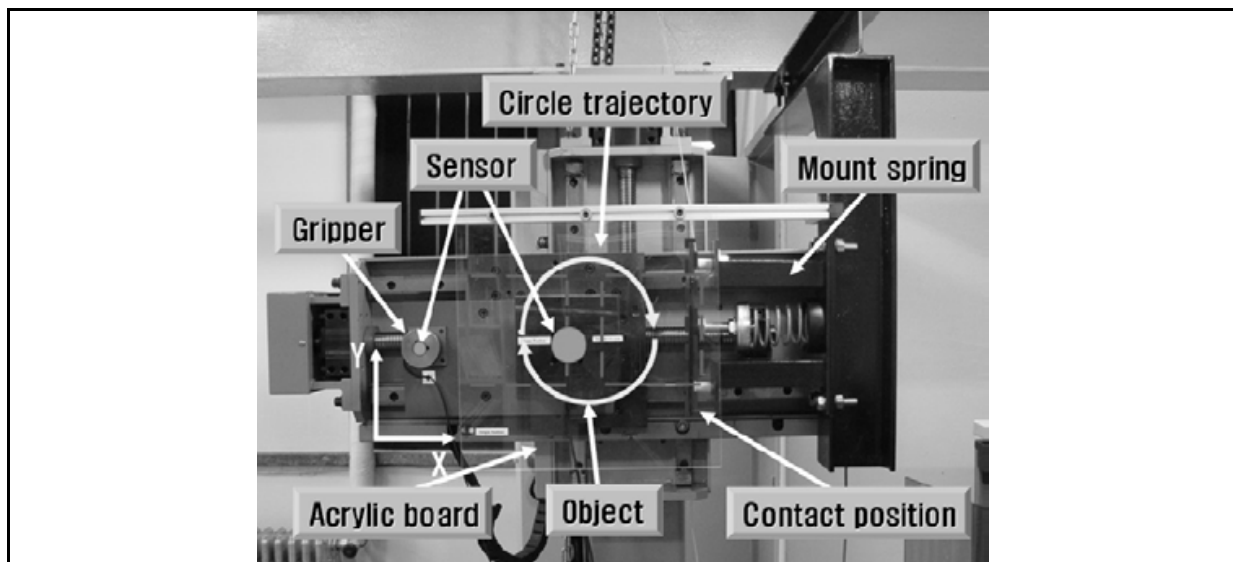 Circle trajectory
Sensor
Mount spring
Gripper
Y
X
Acrylic board
Object
Contact position